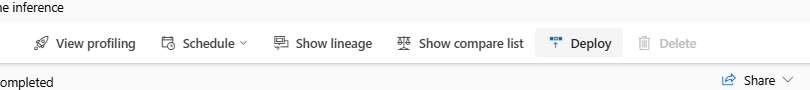 ne inference
View profiling Schedule Show lineage Show compare list Deploy Delete
ompleted Share